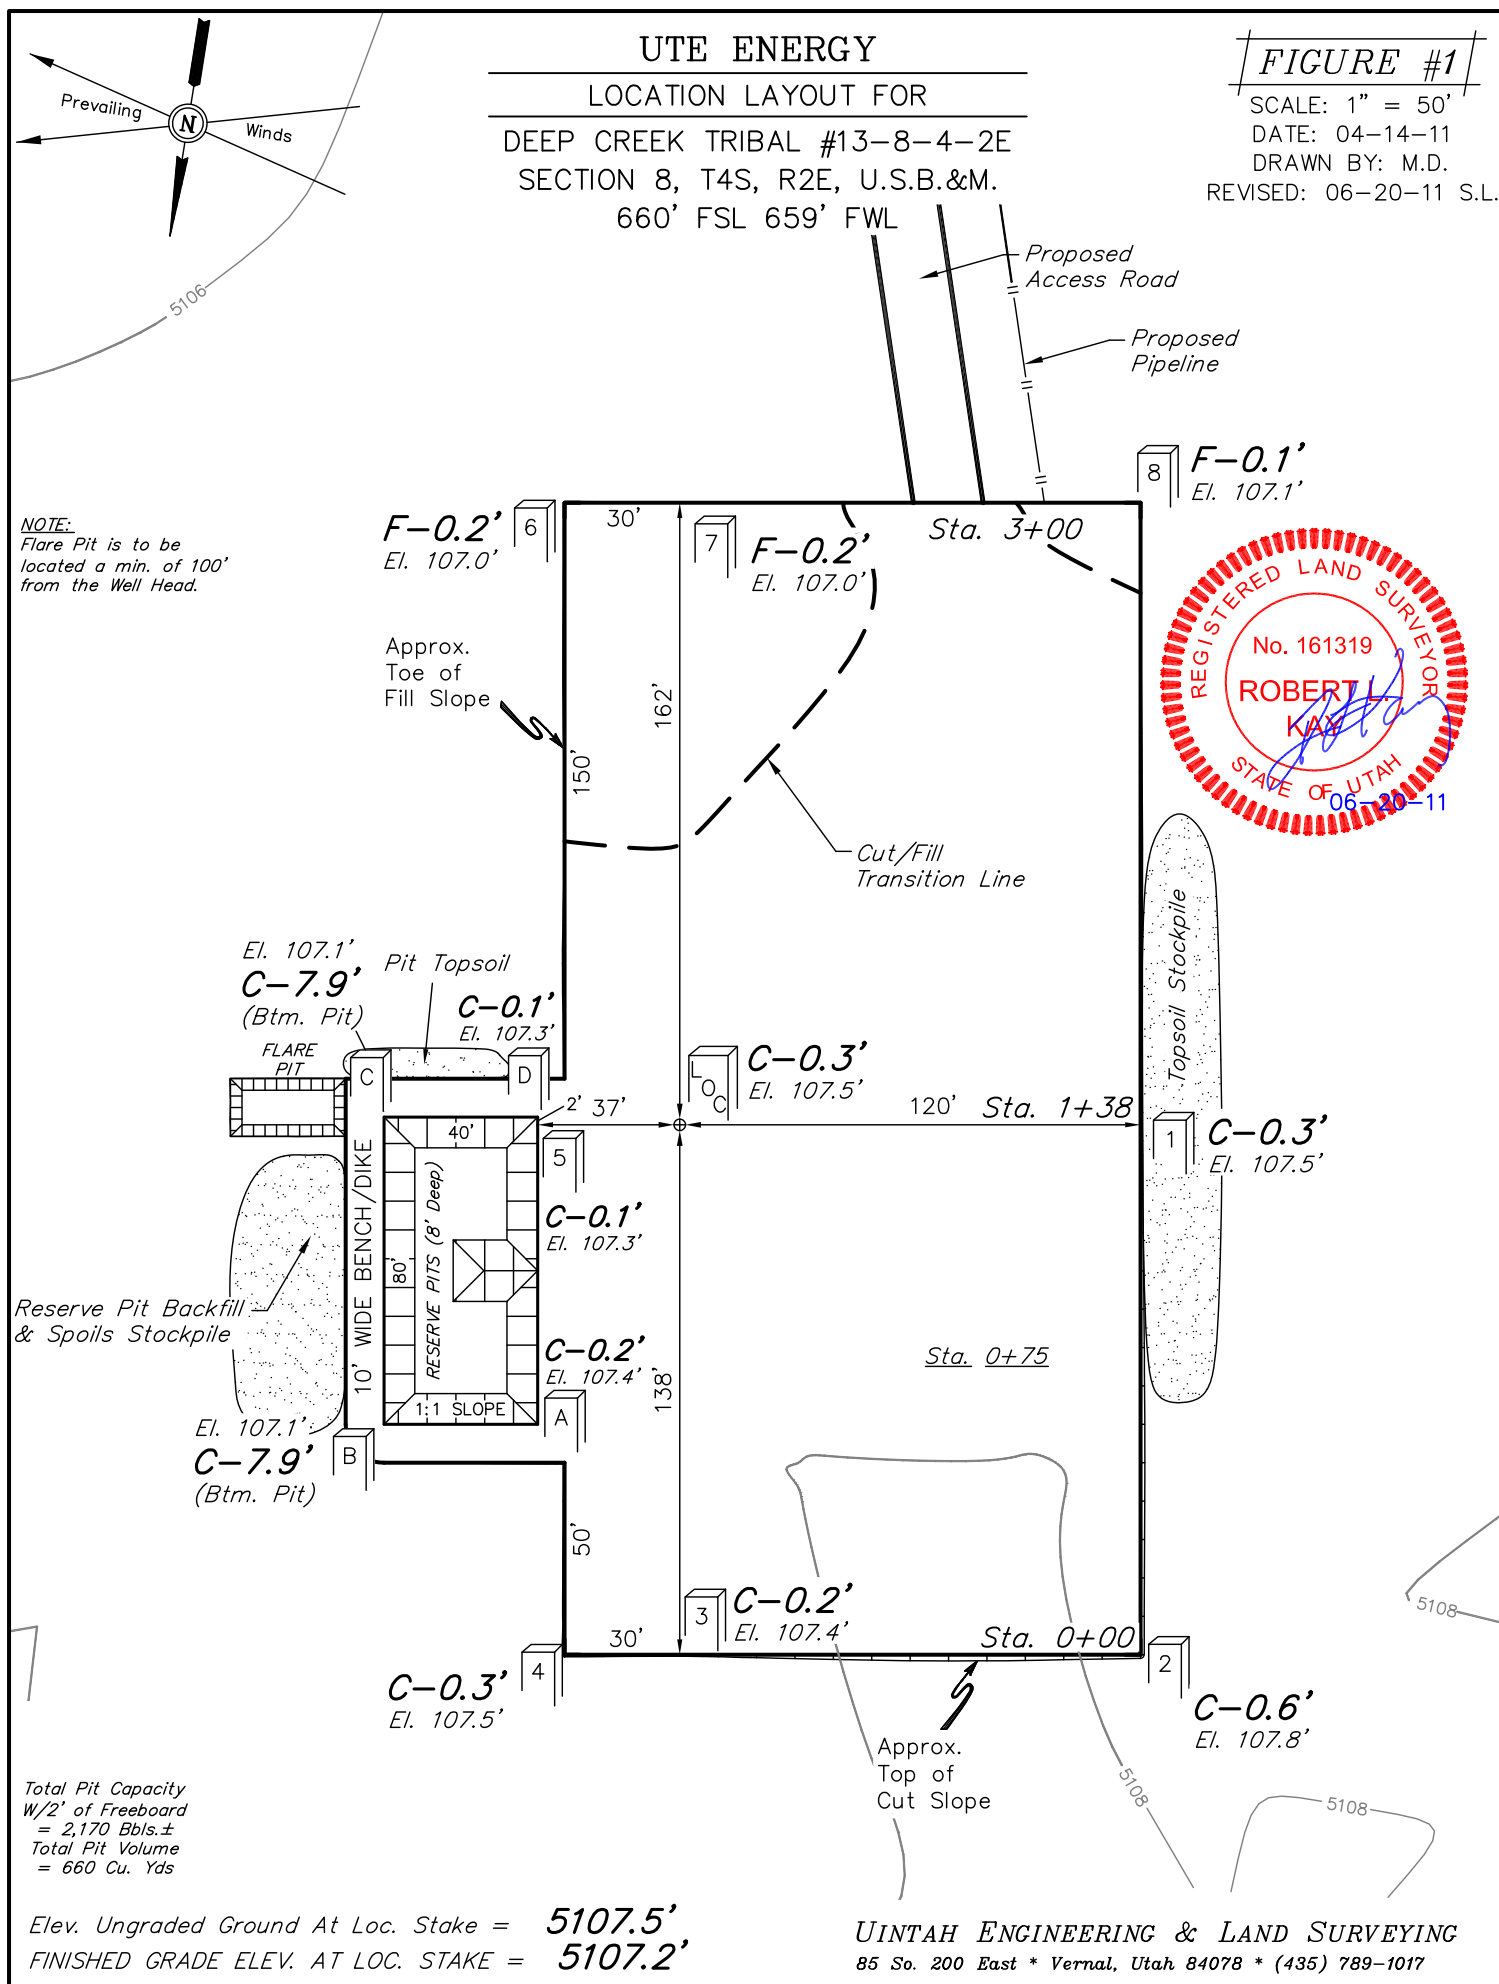 UTE ENERGY
LOCATION LAYOUT FOR
DEEP CREEK TRIBAL #13-8-4-2E
SECTION 8, T4S, R2E, U.S.B.&M.
660' FSL 659' FWL
FIGURE #1
SCALE: 1" = 50'
DATE: 04-14-11
DRAWN BY: M.D.
REVISED: 06-20-11 S.L.
Prevailing
N
Winds
5106
Proposed
Access Road
Proposed
Pipeline
NOTE:
Flare Pit is to be
located a min. of 100'
from the Well Head.
F-0.2'
El. 107.0'
6
30'
7
F-0.2'
El. 107.0'
Sta. 3+00
8
F-0.1'
El. 107.1'
REGISTERED LAND SURVEYOR
No. 161319
ROBERT L.
KAY
STATE OF UTAH
06-20-11
Approx.
Toe of
Fill Slope
150'
162'
Cut/Fill
Transition Line
Topsoil Stockpile
El. 107.1'
C-7.9'
(Btm. Pit)
Pit Topsoil
C-0.1'
El. 107.3'
FLARE
PIT
C
D
LOC
C-0.3'
El. 107.5'
2'
37'
120'
Sta. 1+38
1
C-0.3'
El. 107.5'
40'
5
10' WIDE BENCH/DIKE
RESERVE PITS (8' Deep)
80'
C-0.1'
El. 107.3'
Reserve Pit Backfill
& Spoils Stockpile
C-0.2'
El. 107.4'
138'
Sta. 0+75
1:1 SLOPE
A
El. 107.1'
C-7.9'
(Btm. Pit)
B
50'
3
C-0.2'
El. 107.4'
30'
Sta. 0+00
4
C-0.3'
El. 107.5'
2
C-0.6'
El. 107.8'
5108
Approx.
Top of
Cut Slope
5108
5108
Total Pit Capacity
W/2' of Freeboard
= 2,170 Bbls.±
Total Pit Volume
= 660 Cu. Yds
Elev. Ungraded Ground At Loc. Stake = 5107.5'
FINISHED GRADE ELEV. AT LOC. STAKE = 5107.2'
UINTAH ENGINEERING & LAND SURVEYING
85 So. 200 East * Vernal, Utah 84078 * (435) 789-1017